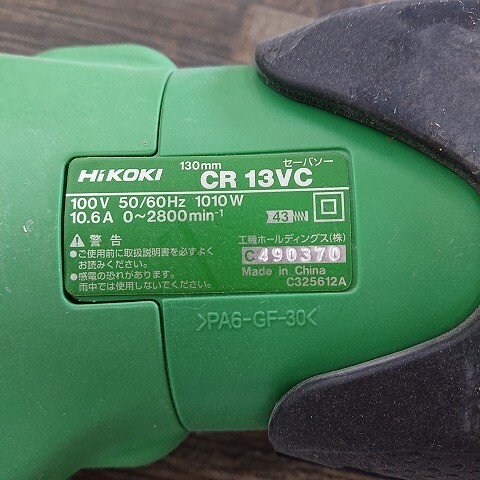 HiKOKI 130mm セーバソー
CR 13VC
100V 50/60Hz 1010W
10.6A 0～2800min⁻¹ 43
⚠警告
●ご使用前に取扱説明書を必ずよく
お読みください。
●感電の恐れがあります。
雨中では使用しないでください。
工機ホールディングス(株)
C490370
Made in China
C325612A
>PA6-GF-30<